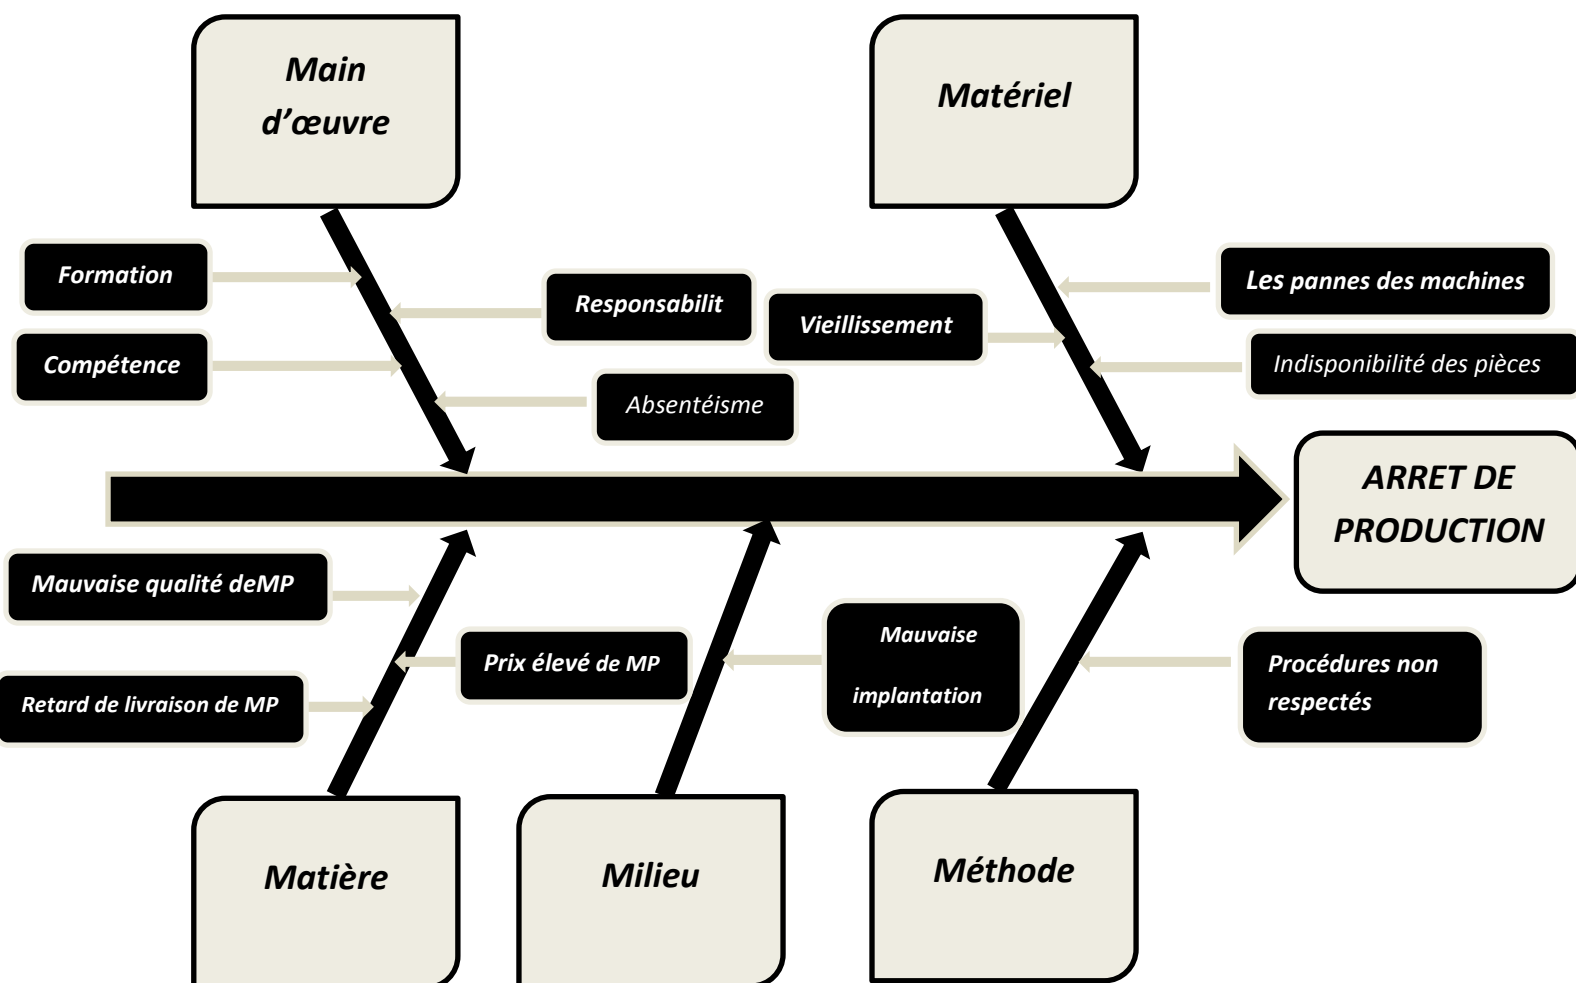 Main
d’œuvre
Matériel
Formation
Responsabilit
Les pannes des machines
Vieillissement
Compétence
Indisponibilité des pièces
Absentéisme
ARRET DE
PRODUCTION
Mauvaise qualité deMP
Prix élevé de MP
Mauvaise
implantation
Procédures non
respectés
Retard de livraison de MP
Matière
Milieu
Méthode